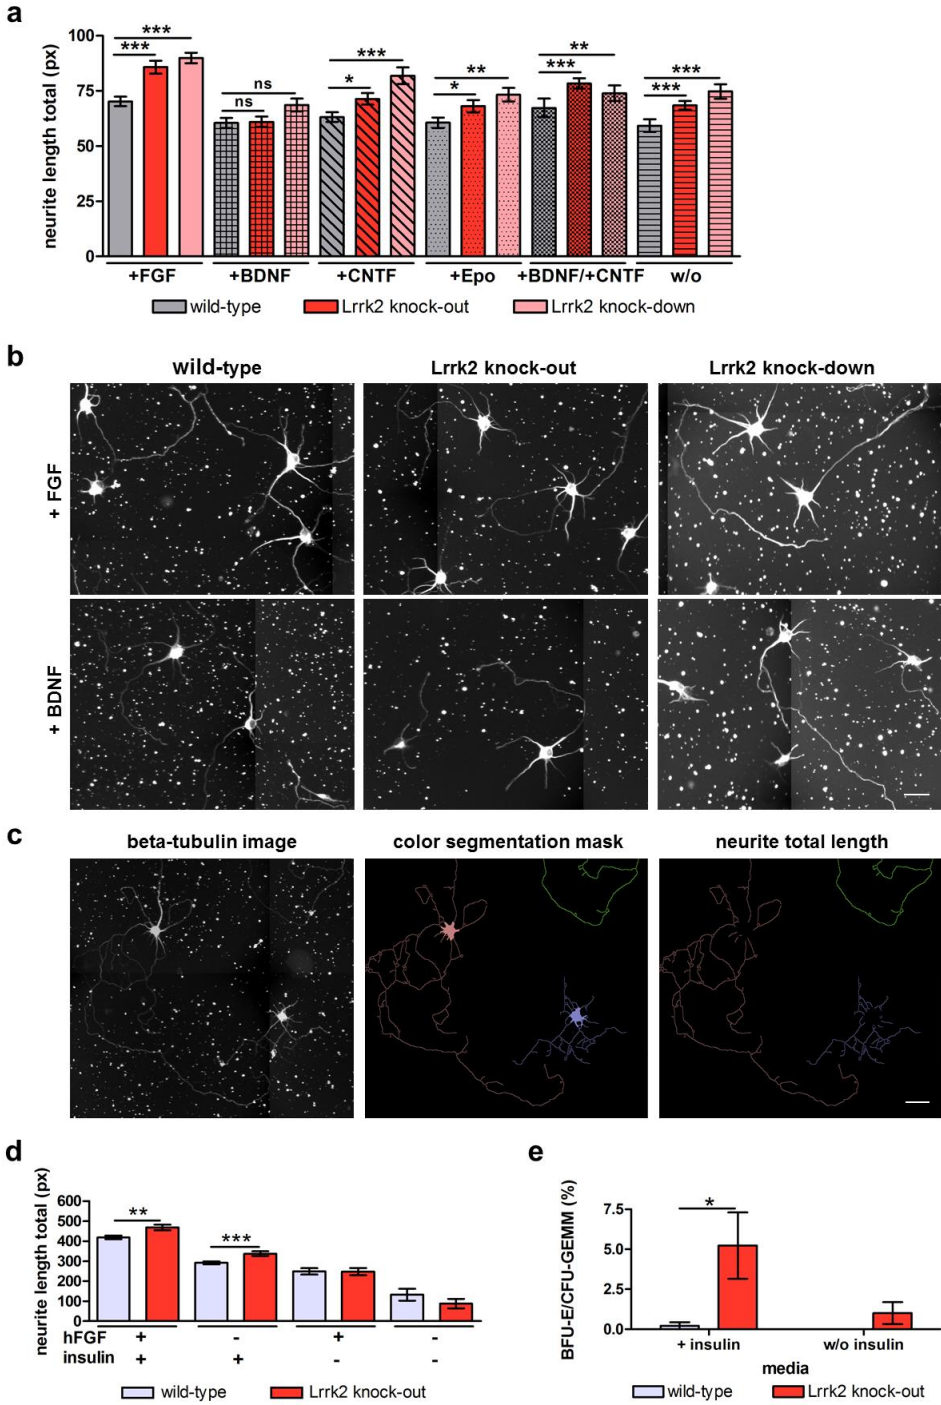 a
neurite length total (px)
100
75
50
25
0
*** *** ns ns *** * ** * ** *** *** ***
+FGF +BDNF +CNTF +Epo +BDNF/+CNTF w/o
wild-type Lrrk2 knock-out Lrrk2 knock-down
b
wild-type Lrrk2 knock-out Lrrk2 knock-down
+ FGF
+ BDNF
c
beta-tubulin image color segmentation mask neurite total length
d
neurite length total (px)
600
500
400
300
200
100
0
** ***
hFGF + - + -
insulin + + - -
wild-type Lrrk2 knock-out
e
BFU-E/CFU-GEMM (%)
7.5
5.0
2.5
0.0
*
+ insulin w/o insulin
media
wild-type Lrrk2 knock-out